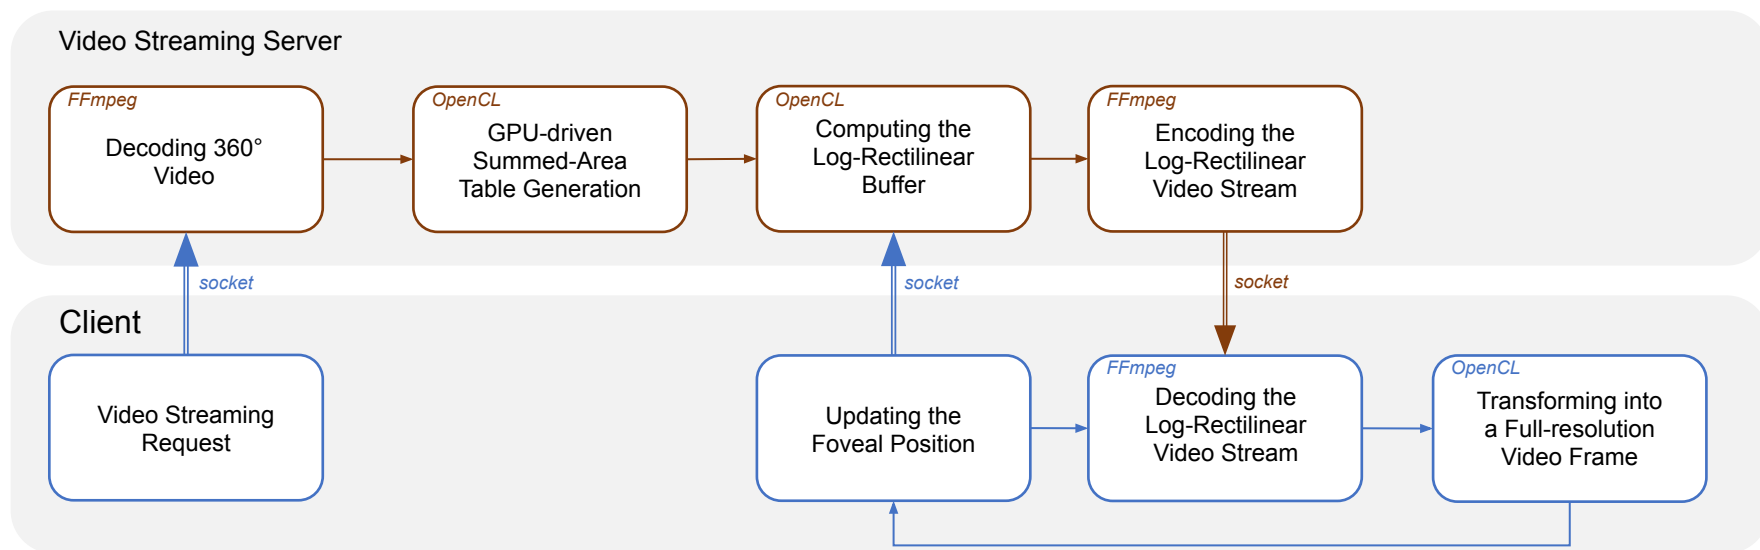 Video Streaming Server
FFmpeg
Decoding 360°
Video
OpenCL
GPU-driven
Summed-Area
Table Generation
OpenCL
Computing the
Log-Rectilinear
Buffer
FFmpeg
Encoding the
Log-Rectilinear
Video Stream
socket
socket
socket
Client
Video Streaming
Request
Updating the
Foveal Position
FFmpeg
Decoding the
Log-Rectilinear
Video Stream
OpenCL
Transforming into
a Full-resolution
Video Frame